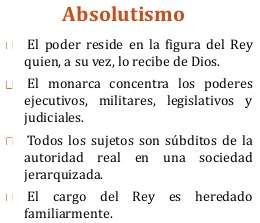 Absolutismo
El poder reside en la figura del Rey
quien, a su vez, lo recibe de Dios.
El monarca concentra los poderes
ejecutivos, militares, legislativos y
judiciales.
Todos los sujetos son súbditos de la
autoridad real en una sociedad
jerarquizada.
El cargo del Rey es heredado
familiarmente.